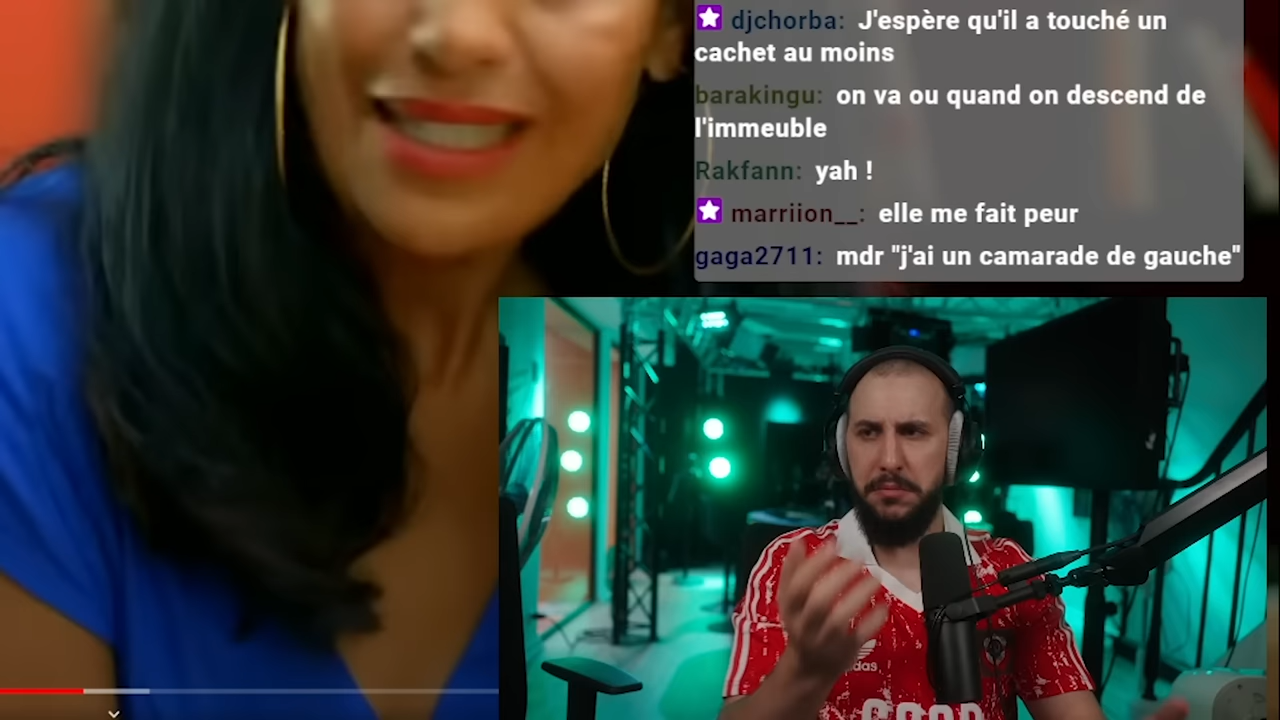 djchorba: J'espère qu'il a touché un
cachet au moins
barakingu: on va ou quand on descend de
l'immeuble
Rakfann: yah !
marriion__: elle me fait peur
gaga2711: mdr "j'ai un camarade de gauche"